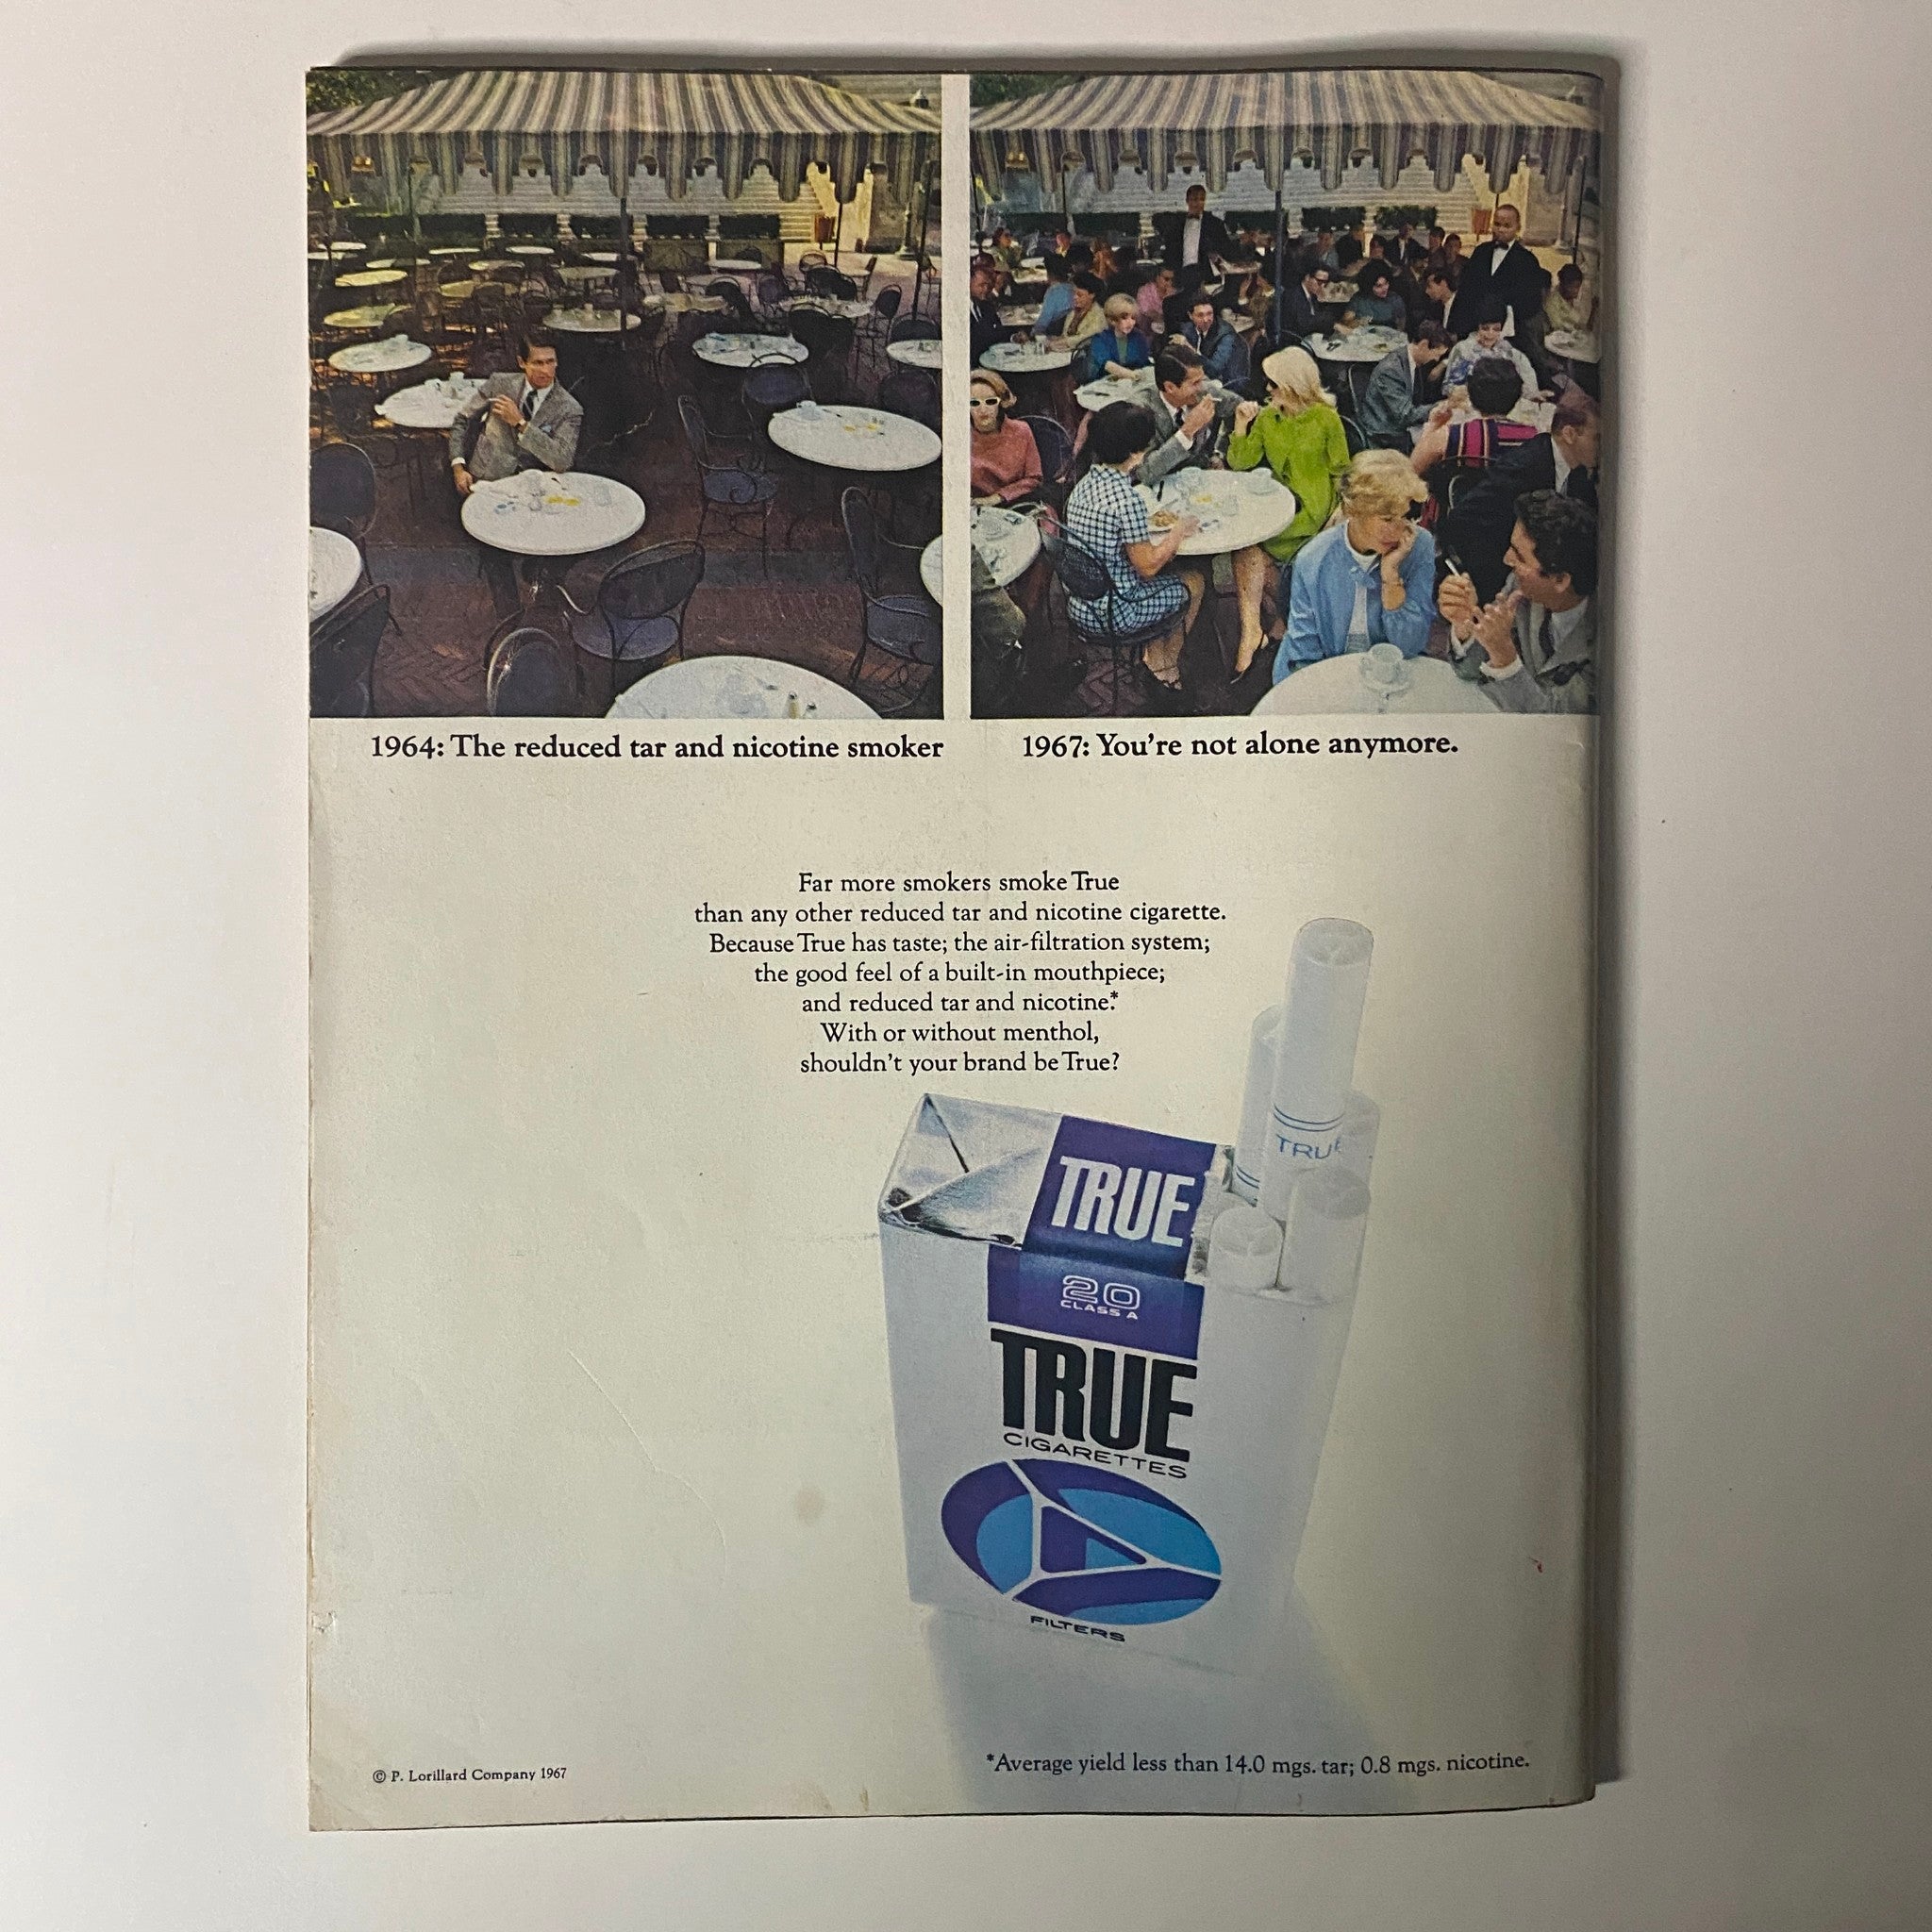 1964: The reduced tar and nicotine smoker
1967: You're not alone anymore.
Far more smokers smoke True
than any other reduced tar and nicotine cigarette.
Because True has taste; the air-filtration system;
the good feel of a built-in mouthpiece;
and reduced tar and nicotine.*
With or without menthol,
shouldn't your brand be True?
TRUE
TRUE
20
CLASS A
TRUE
CIGARETTES
FILTERS
© P. Lorillard Company 1967
*Average yield less than 14.0 mgs. tar; 0.8 mgs. nicotine.